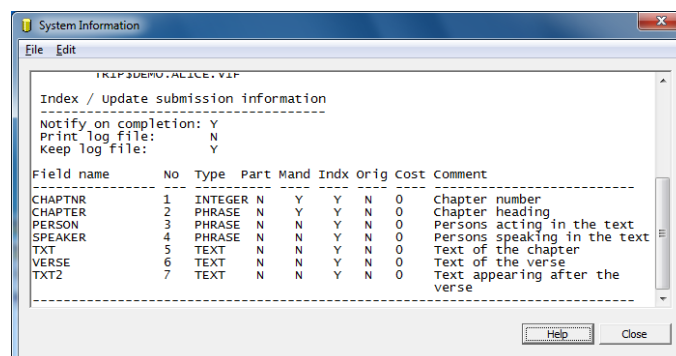 System Information
File Edit
TRIP$DEMO.ALICE.VIF
Index / Update submission information
-------------------------------------
Notify on completion: Y
Print log file: N
Keep log file: Y
Field name No Type Part Mand Indx Orig Cost Comment
CHAPTNR 1 INTEGER N Y Y N 0 Chapter number
CHAPTER 2 PHRASE N Y Y N 0 Chapter heading
PERSON 3 PHRASE N N Y N 0 Persons acting in the text
SPEAKER 4 PHRASE N N Y N 0 Persons speaking in the text
TXT 5 TEXT N N Y N 0 Text of the chapter
VERSE 6 TEXT N N Y N 0 Text of the verse
TXT2 7 TEXT N N Y N 0 Text appearing after the
verse
Help Close